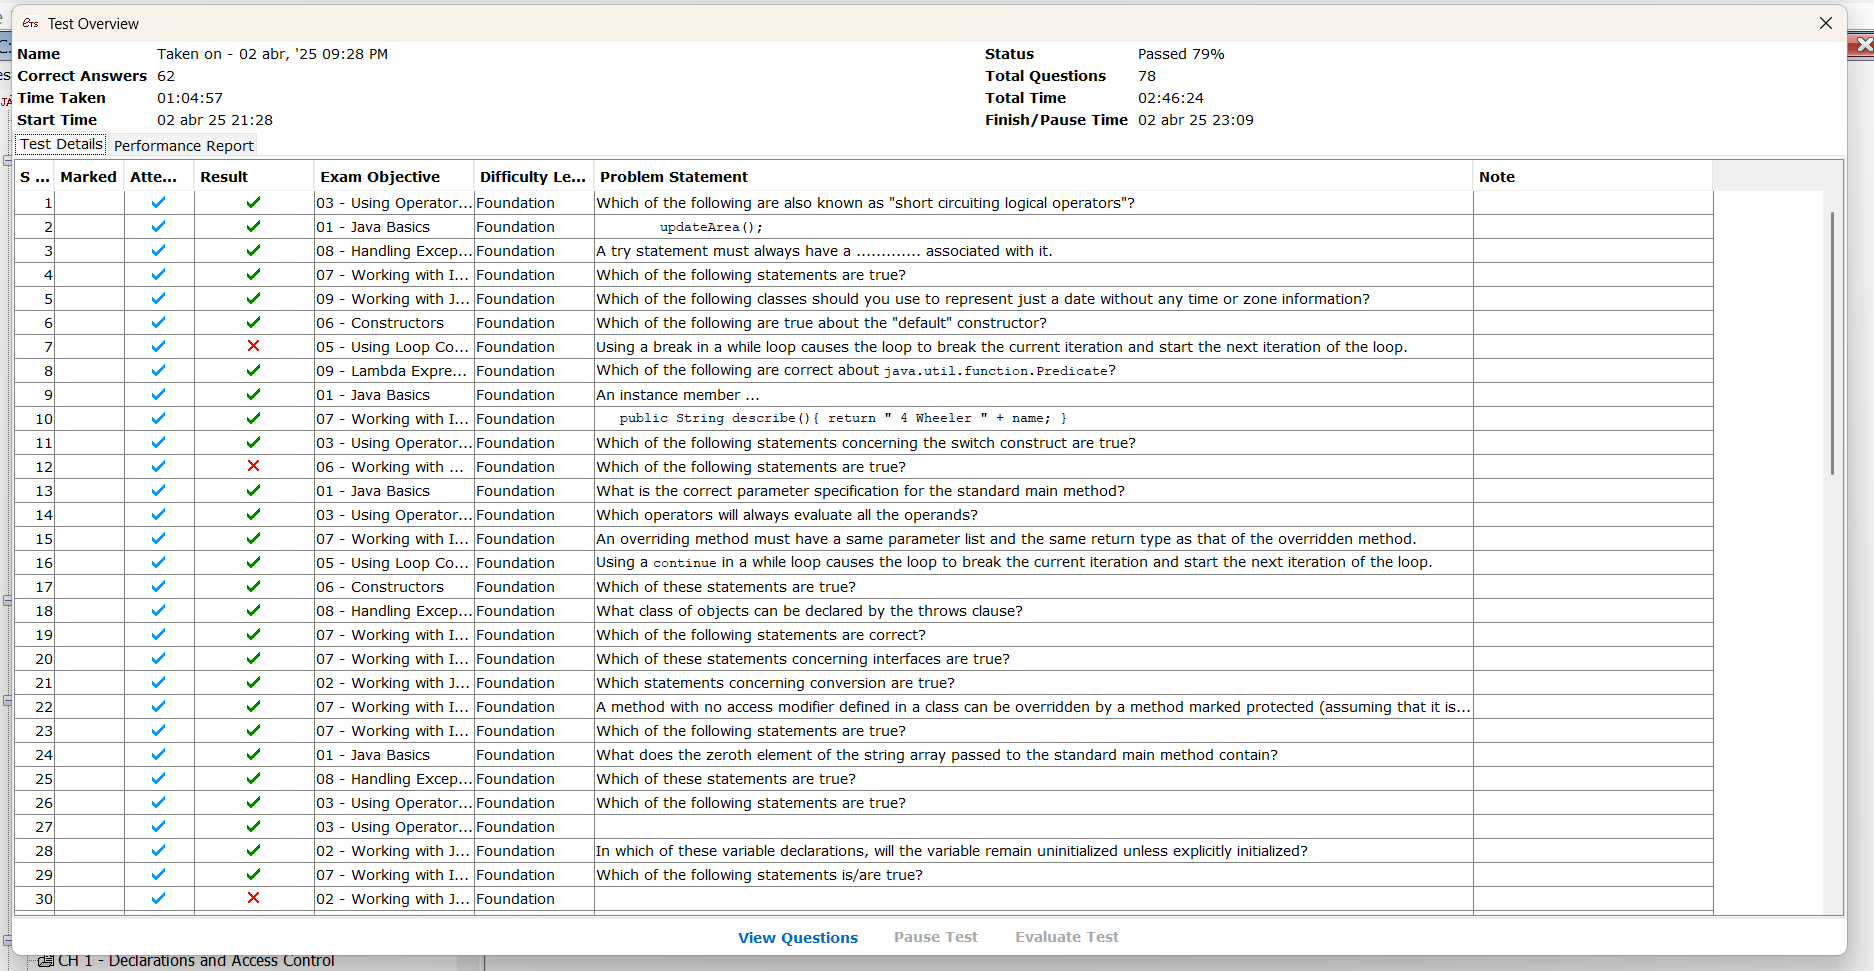 ETS Test Overview
Name Taken on - 02 abr, '25 09:28 PM Status Passed 79%
Correct Answers 62 Total Questions 78
Time Taken 01:04:57 Total Time 02:46:24
Start Time 02 abr 25 21:28 Finish/Pause Time 02 abr 25 23:09
Test Details Performance Report
S ... Marked Atte... Result Exam Objective Difficulty Le... Problem Statement Note
1 03 - Using Operator... Foundation Which of the following are also known as "short circuiting logical operators"?
2 01 - Java Basics Foundation updateArea();
3 08 - Handling Excep... Foundation A try statement must always have a ............. associated with it.
4 07 - Working with I... Foundation Which of the following statements are true?
5 09 - Working with J... Foundation Which of the following classes should you use to represent just a date without any time or zone information?
6 06 - Constructors Foundation Which of the following are true about the "default" constructor?
7 05 - Using Loop Co... Foundation Using a break in a while loop causes the loop to break the current iteration and start the next iteration of the loop.
8 09 - Lambda Expre... Foundation Which of the following are correct about java.util.function.Predicate?
9 01 - Java Basics Foundation An instance member ...
10 07 - Working with I... Foundation public String describe(){ return " 4 Wheeler " + name; }
11 03 - Using Operator... Foundation Which of the following statements concerning the switch construct are true?
12 06 - Working with ... Foundation Which of the following statements are true?
13 01 - Java Basics Foundation What is the correct parameter specification for the standard main method?
14 03 - Using Operator... Foundation Which operators will always evaluate all the operands?
15 07 - Working with I... Foundation An overriding method must have a same parameter list and the same return type as that of the overridden method.
16 05 - Using Loop Co... Foundation Using a continue in a while loop causes the loop to break the current iteration and start the next iteration of the loop.
17 06 - Constructors Foundation Which of these statements are true?
18 08 - Handling Excep... Foundation What class of objects can be declared by the throws clause?
19 07 - Working with I... Foundation Which of the following statements are correct?
20 07 - Working with I... Foundation Which of these statements concerning interfaces are true?
21 02 - Working with J... Foundation Which statements concerning conversion are true?
22 07 - Working with I... Foundation A method with no access modifier defined in a class can be overridden by a method marked protected (assuming that it is...
23 07 - Working with I... Foundation Which of the following statements are true?
24 01 - Java Basics Foundation What does the zeroth element of the string array passed to the standard main method contain?
25 08 - Handling Excep... Foundation Which of these statements are true?
26 03 - Using Operator... Foundation Which of the following statements are true?
27 03 - Using Operator... Foundation
28 02 - Working with J... Foundation In which of these variable declarations, will the variable remain uninitialized unless explicitly initialized?
29 07 - Working with I... Foundation Which of the following statements is/are true?
30 02 - Working with J... Foundation
View Questions Pause Test Evaluate Test
CH 1 - Declarations and Access Control